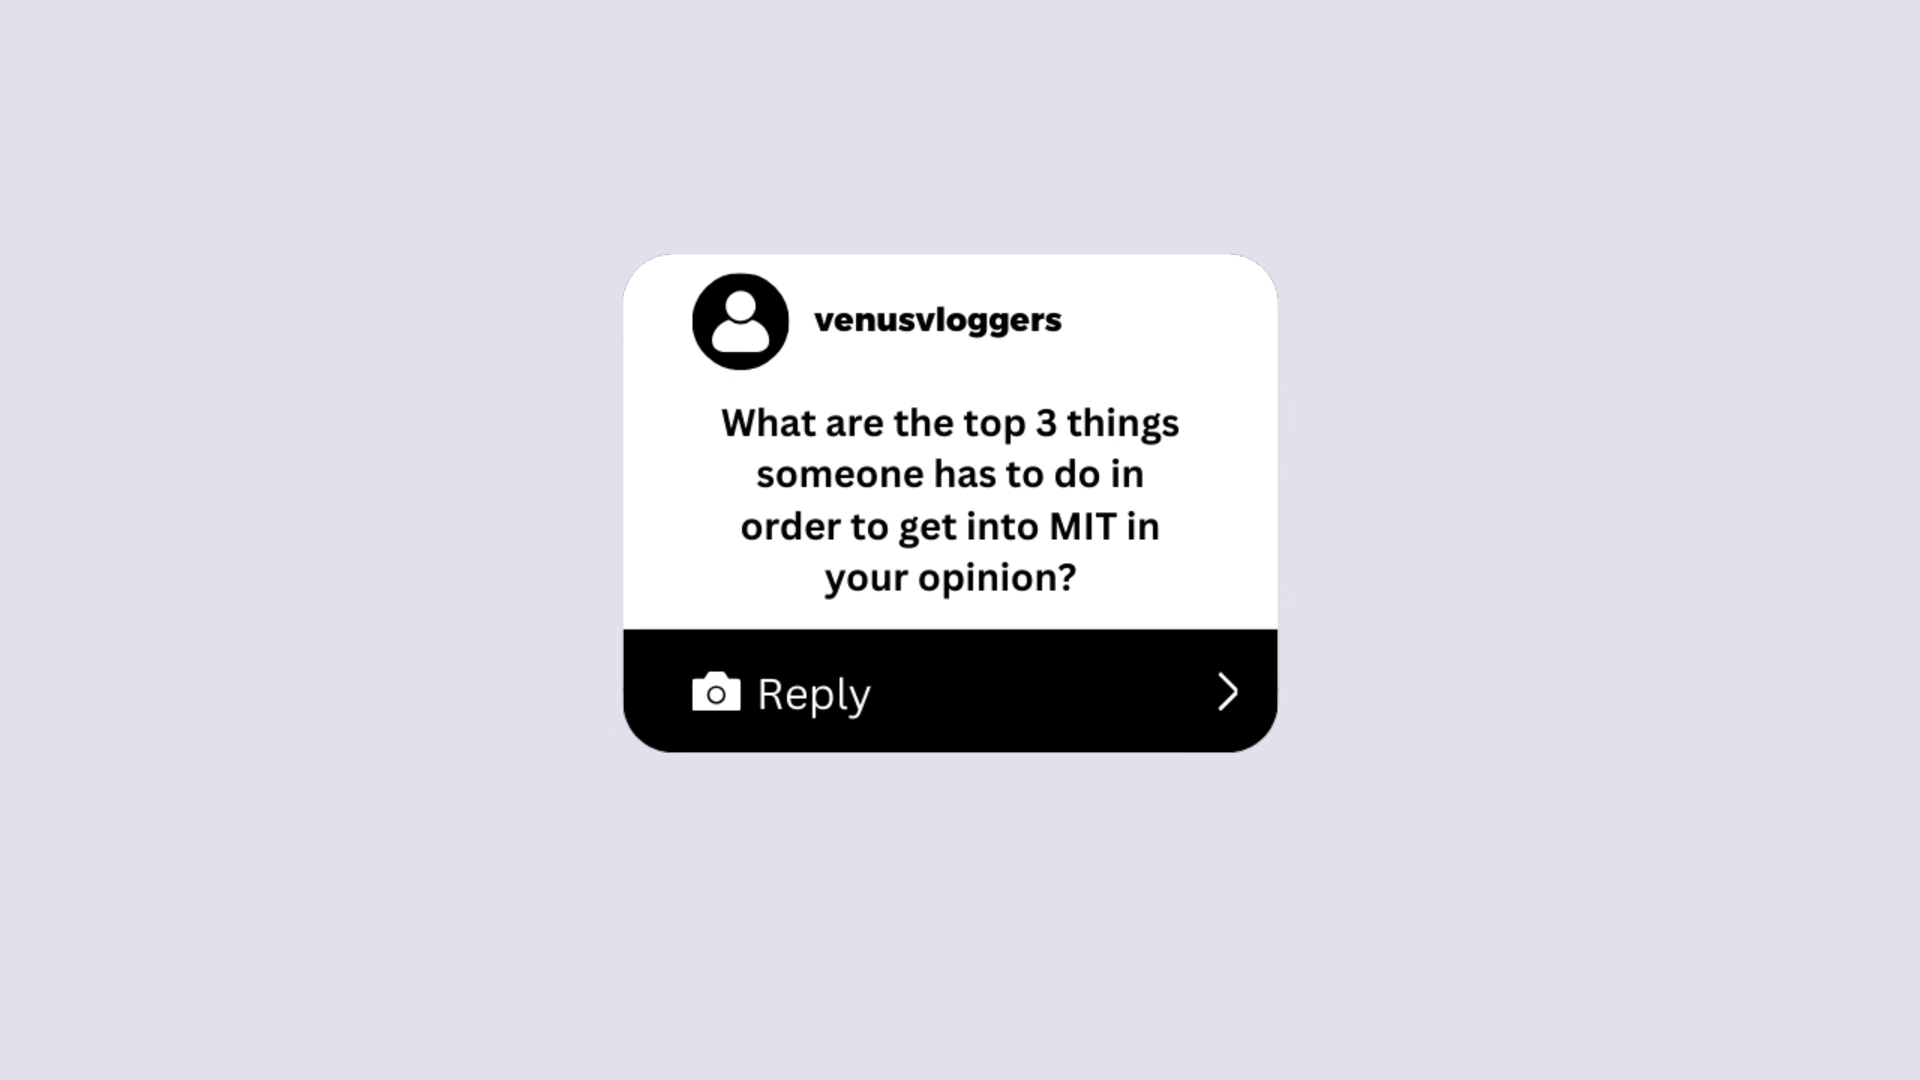 venusvloggers
What are the top 3 things
someone has to do in
order to get into MIT in
your opinion?
Reply